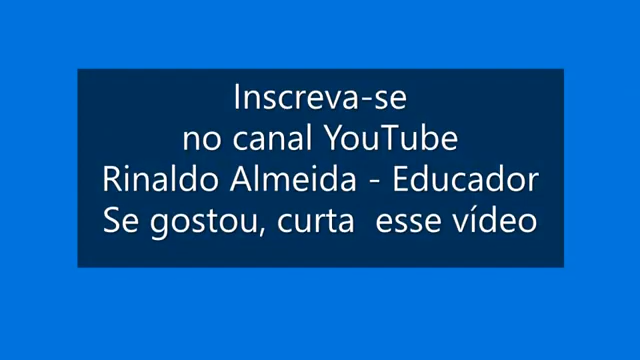 Inscreva-se
no canal YouTube
Rinaldo Almeida - Educador
Se gostou, curta  esse vídeo